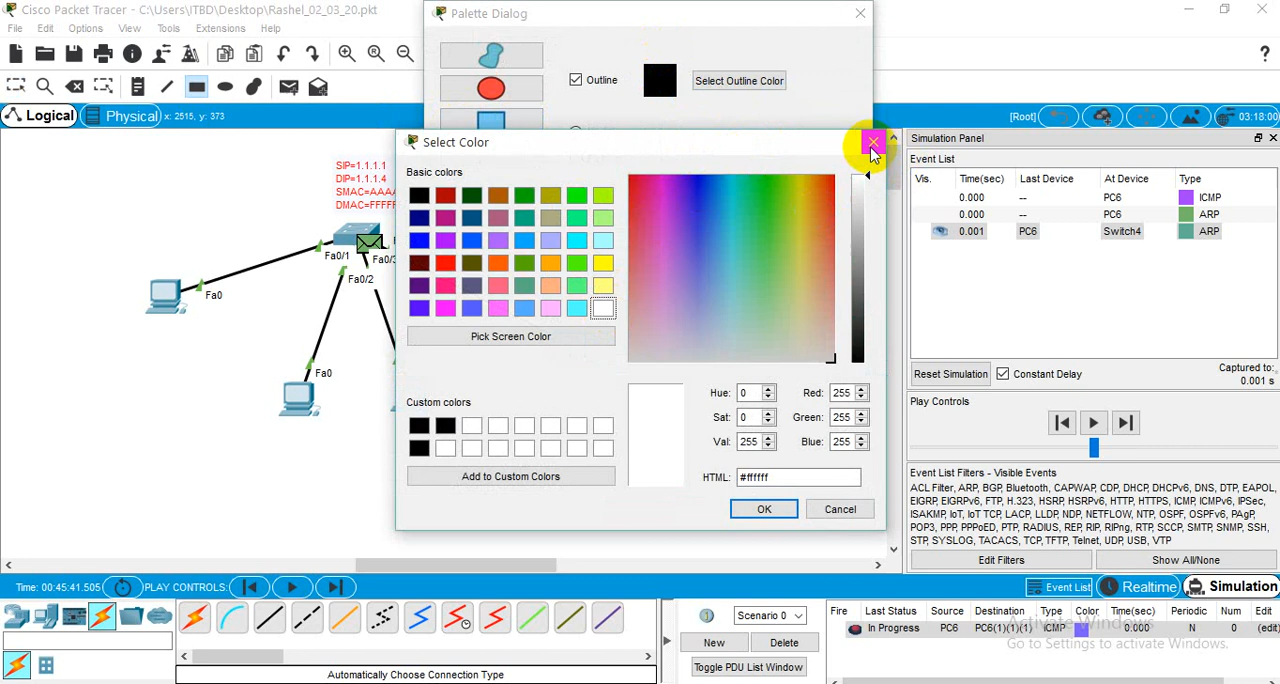 Cisco Packet Tracer - C:\Users\ITBD\Desktop\Rashel_02_03_20.pkt
File Edit Options View Tools Extensions Help
Palette Dialog
Outline
Select Outline Color
Logical
Physical
x: 2515, y: 373
[Root]
03:18:00
SIP=1.1.1.1
DIP=1.1.1.4
SMAC=AAAA
DMAC=FFFFF
Fa0/1
Fa0/3
Fa0/2
Fa0
Fa0
Select Color
Basic colors
Pick Screen Color
Custom colors
Add to Custom Colors
Hue: 0 Red: 255
Sat: 0 Green: 255
Val: 255 Blue: 255
HTML: #ffffff
OK Cancel
Simulation Panel
Event List
Vis. Time(sec) Last Device At Device Type
0.000 -- PC6 ICMP
0.000 -- PC6 ARP
0.001 PC6 Switch4 ARP
Reset Simulation Constant Delay Captured to:
0.001 s
Play Controls
Event List Filters - Visible Events
ACL Filter, ARP, BGP, Bluetooth, CAPWAP, CDP, DHCP, DHCPv6, DNS, DTP, EAPOL,
EIGRP, EIGRPv6, FTP, H.323, HSRP, HSRPv6, HTTP, HTTPS, ICMP, ICMPv6, IPSec,
ISAKMP, IoT, IoT TCP, LACP, LLDP, NDP, NETFLOW, NTP, OSPF, OSPFv6, PAgP,
POP3, PPP, PPPoED, PTP, RADIUS, REP, RIP, RIPng, RTP, SCCP, SMTP, SNMP, SSH,
STP, SYSLOG, TACACS, TCP, TFTP, Telnet, UDP, USB, VTP
Edit Filters Show All/None
Time: 00:45:41.505 PLAY CONTROLS:
Event List Realtime Simulation
Scenario 0
New Delete
Toggle PDU List Window
Automatically Choose Connection Type
Fire Last Status Source Destination Type Color Time(sec) Periodic Num Edit
In Progress PC6 PC6(1)(1)(1) ICMP 0.000 N 0 (edit)
Activate Windows
Go to Settings to activate Windows.